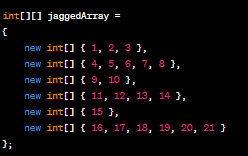 int[][] jaggedArray =
{
    new int[] { 1, 2, 3 },
    new int[] { 4, 5, 6, 7, 8 },
    new int[] { 9, 10 },
    new int[] { 11, 12, 13, 14 },
    new int[] { 15 },
    new int[] { 16, 17, 18, 19, 20, 21 }
};